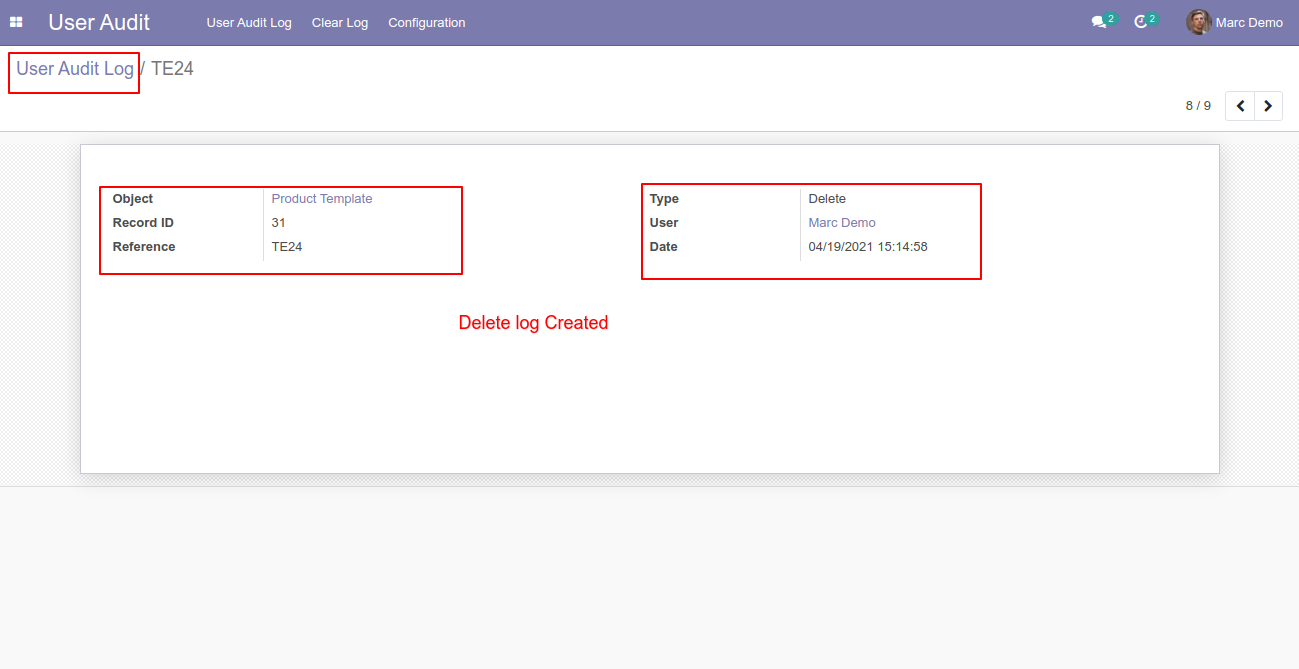 User Audit User Audit Log Clear Log Configuration 2 2 Marc Demo
User Audit Log / TE24
8 / 9
Object Product Template Type Delete
Record ID 31 User Marc Demo
Reference TE24 Date 04/19/2021 15:14:58
Delete log Created